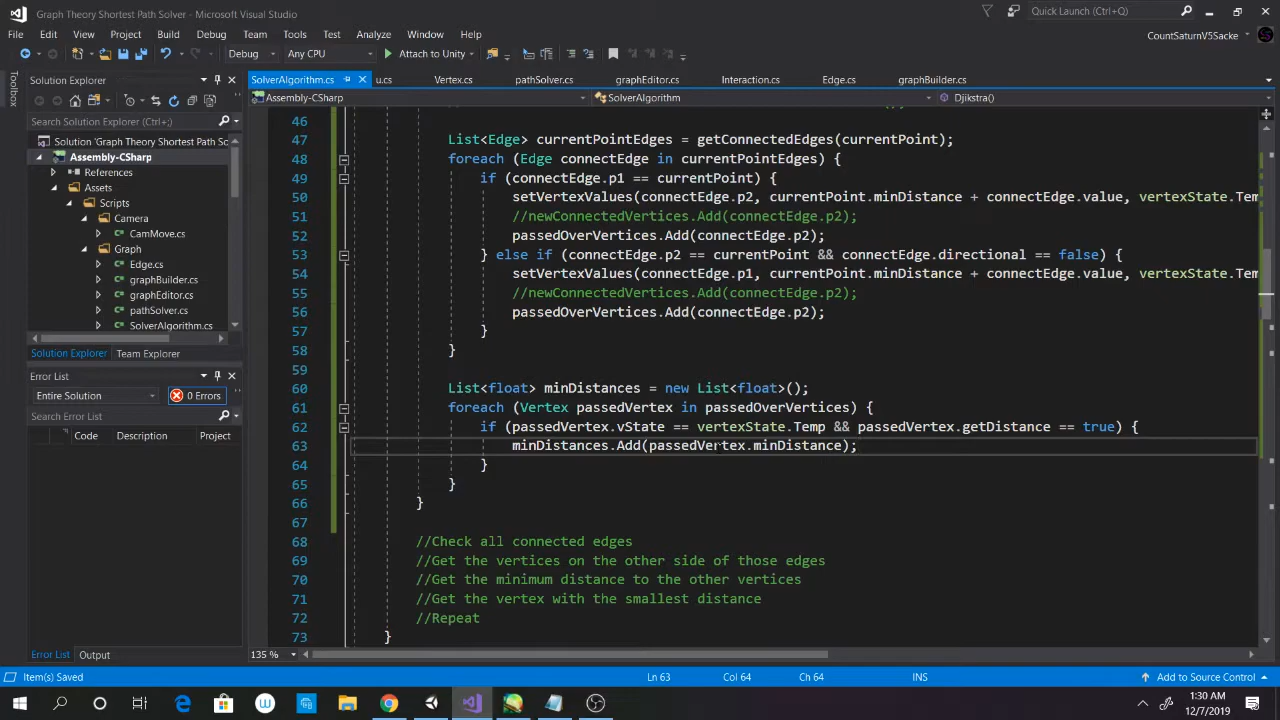 Graph Theory Shortest Path Solver - Microsoft Visual Studio
Quick Launch (Ctrl+Q)
File Edit View Project Build Debug Team Tools Test Analyze Window Help
CountSaturnV5Sacke
Debug Any CPU Attach to Unity
Toolbox
Solution Explorer
SolverAlgorithm.cs u.cs Vertex.cs pathSolver.cs graphEditor.cs Interaction.cs Edge.cs graphBuilder.cs
Assembly-CSharp SolverAlgorithm Djikstra()
Search Solution Explorer (Ctrl+;)
Solution 'Graph Theory Shortest Path So
Assembly-CSharp
References
Assets
Scripts
Camera
CamMove.cs
Graph
Edge.cs
graphBuilder.cs
graphEditor.cs
pathSolver.cs
SolverAlgorithm.cs
Solution Explorer Team Explorer
Error List
Entire Solution 0 Errors
Search Error List
Code Description Project
Error List Output
46
47 List<Edge> currentPointEdges = getConnectedEdges(currentPoint);
48 foreach (Edge connectEdge in currentPointEdges) {
49 if (connectEdge.p1 == currentPoint) {
50 setVertexValues(connectEdge.p2, currentPoint.minDistance + connectEdge.value, vertexState.Tem
51 //newConnectedVertices.Add(connectEdge.p2);
52 passedOverVertices.Add(connectEdge.p2);
53 } else if (connectEdge.p2 == currentPoint && connectEdge.directional == false) {
54 setVertexValues(connectEdge.p1, currentPoint.minDistance + connectEdge.value, vertexState.Tem
55 //newConnectedVertices.Add(connectEdge.p2);
56 passedOverVertices.Add(connectEdge.p2);
57 }
58 }
59
60 List<float> minDistances = new List<float>();
61 foreach (Vertex passedVertex in passedOverVertices) {
62 if (passedVertex.vState == vertexState.Temp && passedVertex.getDistance == true) {
63 minDistances.Add(passedVertex.minDistance);
64 }
65 }
66 }
67
68 //Check all connected edges
69 //Get the vertices on the other side of those edges
70 //Get the minimum distance to the other vertices
71 //Get the vertex with the smallest distance
72 //Repeat
73 }
135 %
Item(s) Saved Ln 63 Col 64 Ch 64 INS Add to Source Control
1:30 AM
12/7/2019